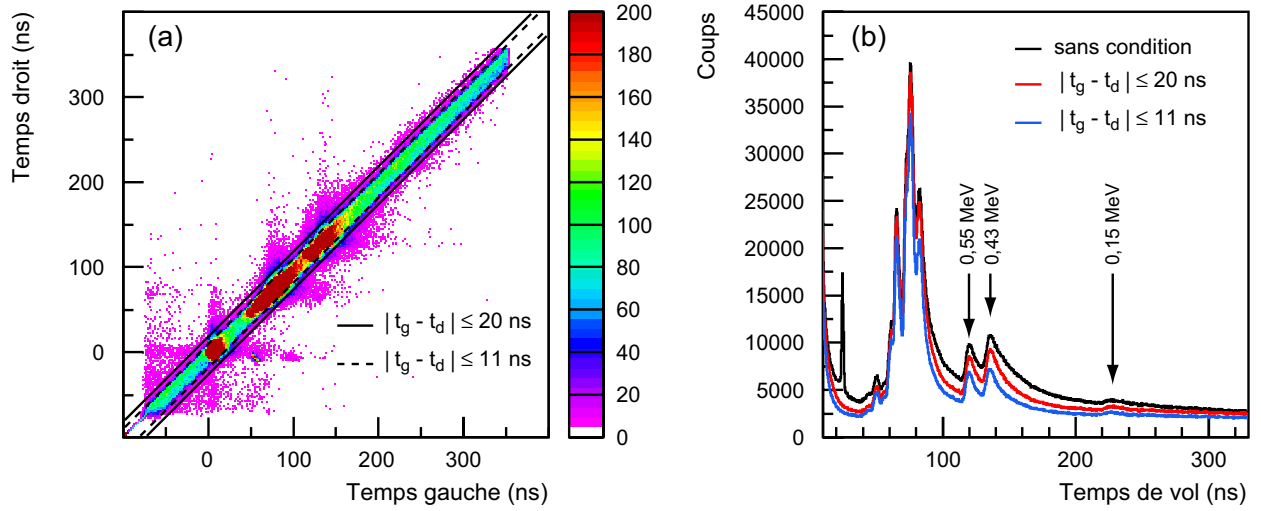 (a)
Temps droit (ns)
300
200
100
0
0 100 200 300
Temps gauche (ns)
| t_g - t_d | ≤ 20 ns
| t_g - t_d | ≤ 11 ns
200
180
160
140
120
100
80
60
40
20
0
(b)
Coups
45000
40000
35000
30000
25000
20000
15000
10000
5000
0
100 200 300
Temps de vol (ns)
sans condition
| t_g - t_d | ≤ 20 ns
| t_g - t_d | ≤ 11 ns
0,55 MeV
0,43 MeV
0,15 MeV